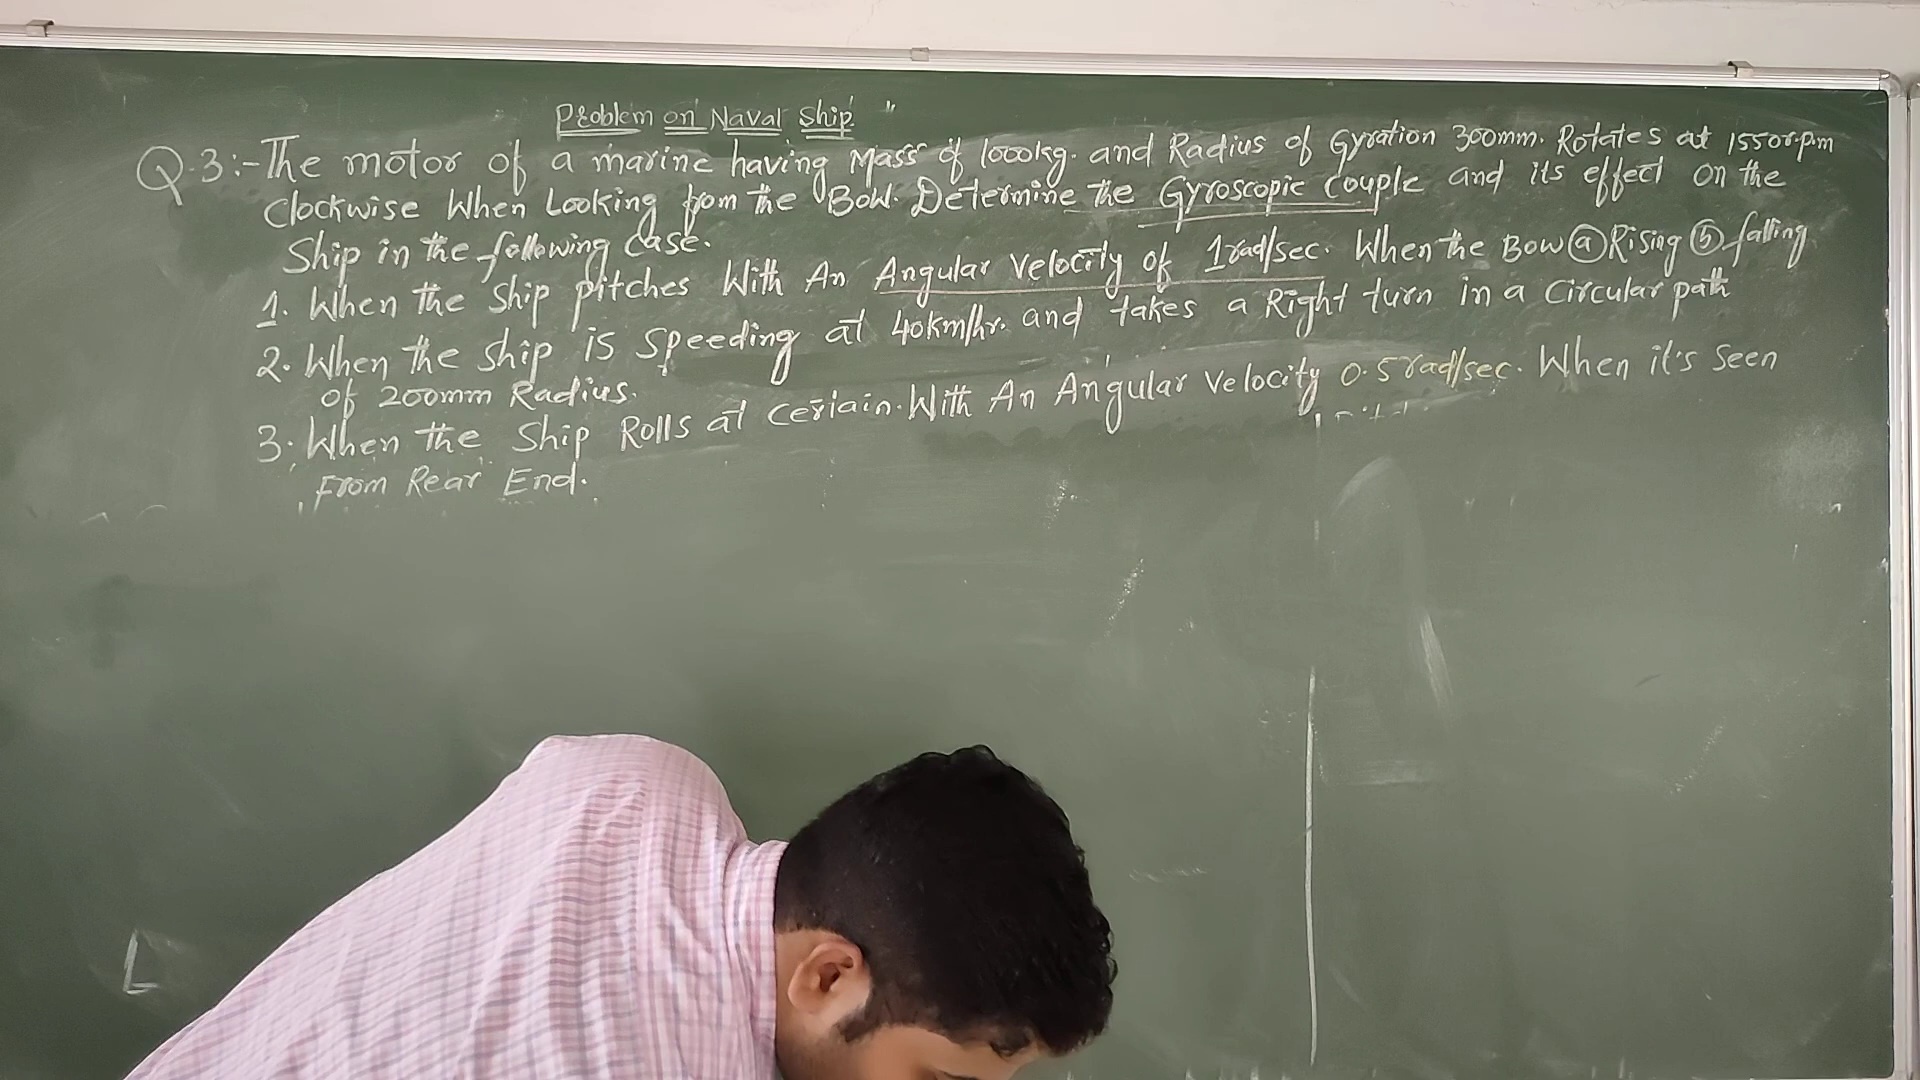 Problem on Naval Ship "
Q.3:- The motor of a marine having Mass of 1000kg. and Radius of Gyration 300mm. Rotates at 1550r.p.m
Clockwise When Looking from the Bow. Determine the Gyroscopic Couple and its effect on the
Ship in the following Case.
1. When the Ship pitches With An Angular Velocity of 1rad/sec. When the Bow ⓐ Rising ⓑ falling
2. When the Ship is Speeding at 40km/hr. and takes a Right turn in a Circular path
of 200mm Radius.
3. When the Ship Rolls at Certain. With An Angular Velocity 0.5rad/sec. When it's Seen
From Rear End.